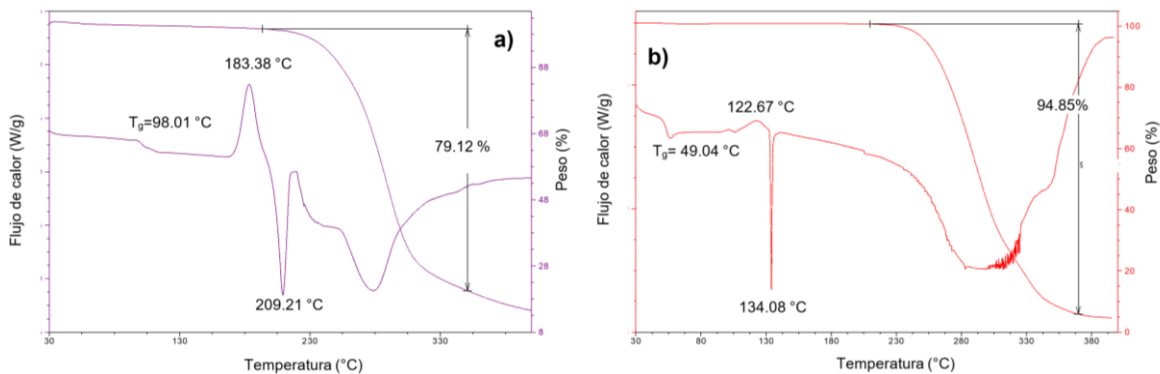 a)
183.38 °C
Tg=98.01 °C
79.12 %
209.21 °C
Flujo de calor (W/g)
Peso (%)
88
68
48
28
8
30
130
230
330
Temperatura (°C)
b)
122.67 °C
94.85%
Tg= 49.04 °C
134.08 °C
Flujo de calor (W/g)
Peso (%)
100
80
60
40
20
0
30
80
130
180
230
280
330
380
Temperatura (°C)